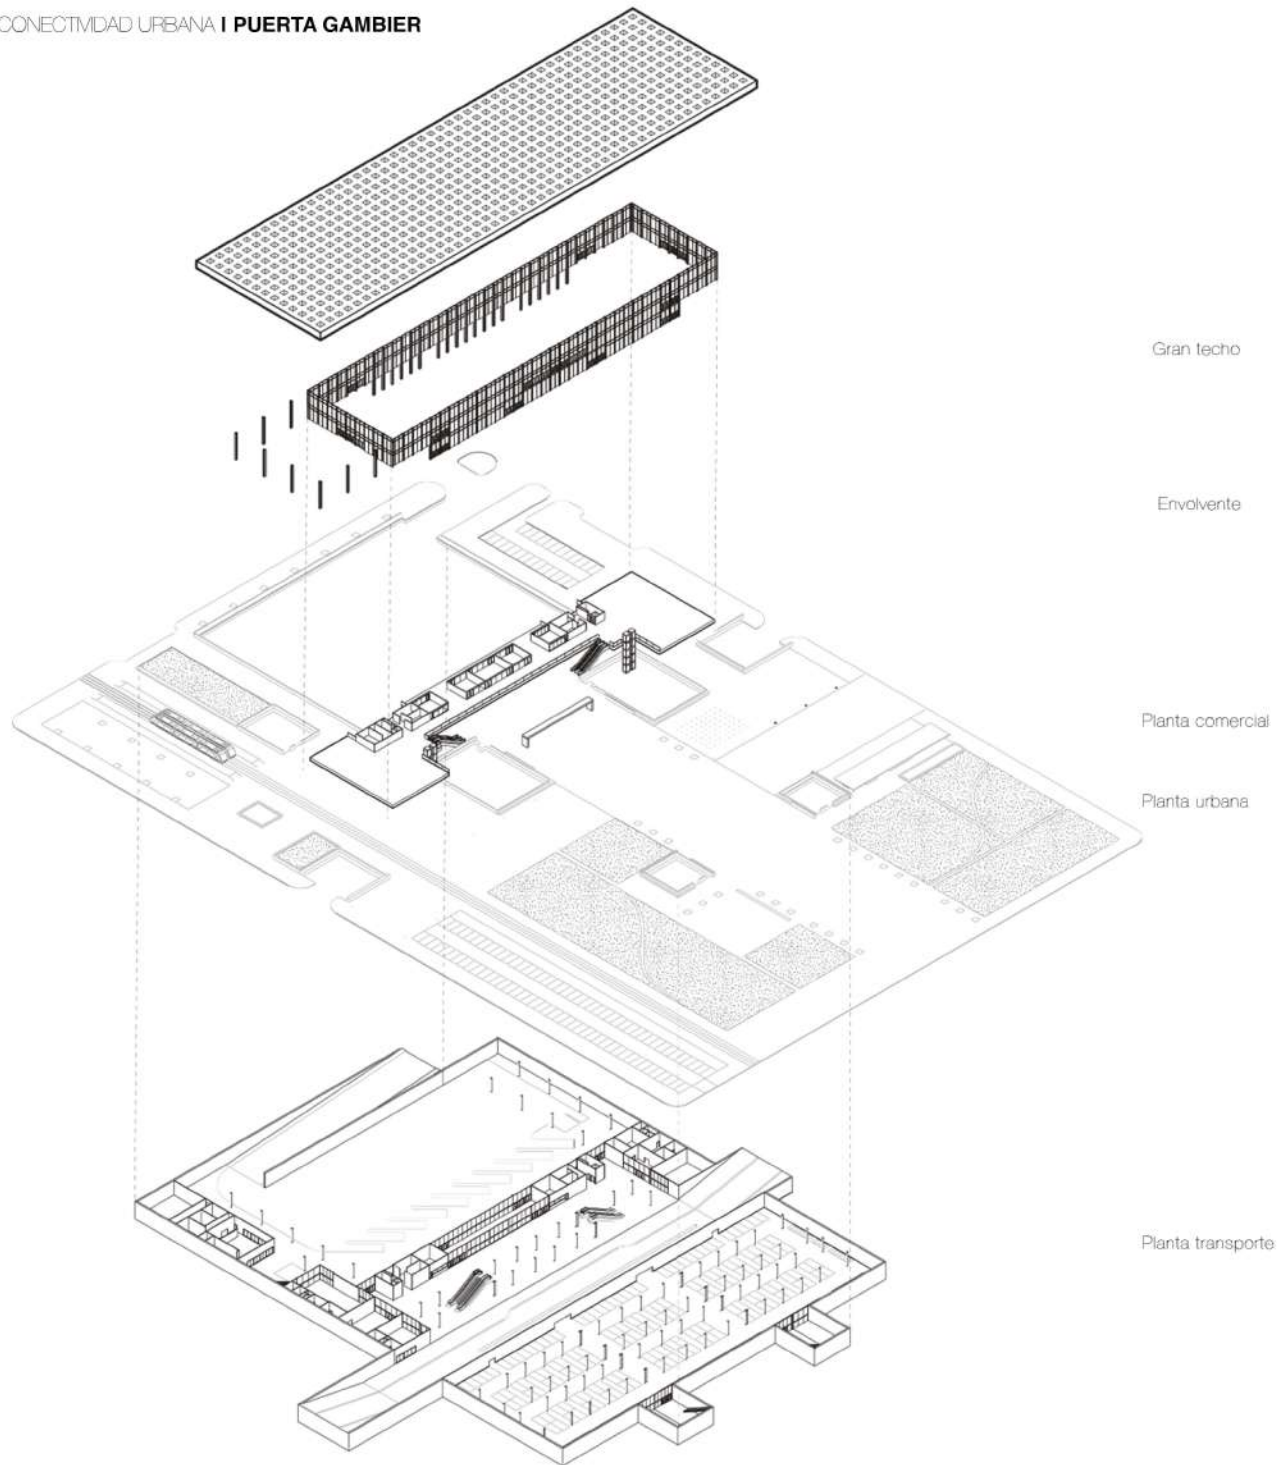 CONECTIVIDAD URBANA I PUERTA GAMBIER
Gran techo
Envolvente
Planta comercial
Planta urbana
Planta transporte